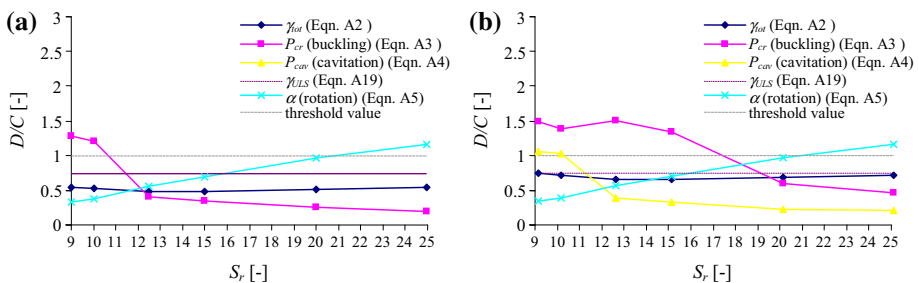 (a)
γtot (Eqn. A2 )
Pcr (buckling) (Eqn. A3 )
Pcav (cavitation) (Eqn. A4)
γULS (Eqn. A19)
α (rotation) (Eqn. A5)
threshold value
D/C [-]
3
2.5
2
1.5
1
0.5
0
9 10 11 12 13 14 15 16 17 18 19 20 21 22 23 24 25
Sr [-]
(b)
γtot (Eqn. A2 )
Pcr (buckling) (Eqn. A3 )
Pcav (cavitation) (Eqn. A4)
γULS (Eqn. A19)
α (rotation) (Eqn. A5)
threshold value
D/C [-]
3
2.5
2
1.5
1
0.5
0
9 10 11 12 13 14 15 16 17 18 19 20 21 22 23 24 25
Sr [-]